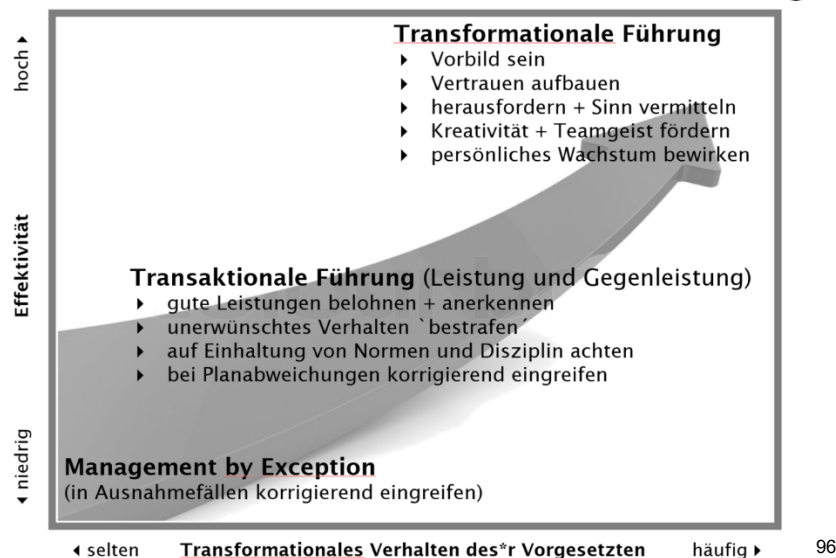 Transformationale Führung
▸ Vorbild sein
▸ Vertrauen aufbauen
▸ herausfordern + Sinn vermitteln
▸ Kreativität + Teamgeist fördern
▸ persönliches Wachstum bewirken
Transaktionale Führung (Leistung und Gegenleistung)
▸ gute Leistungen belohnen + anerkennen
▸ unerwünschtes Verhalten `bestrafen´
▸ auf Einhaltung von Normen und Disziplin achten
▸ bei Planabweichungen korrigierend eingreifen
Management by Exception
(in Ausnahmefällen korrigierend eingreifen)
hoch ▸
Effektivität
◂ niedrig
◂ selten Transformationales Verhalten des*r Vorgesetzten häufig ▸
96